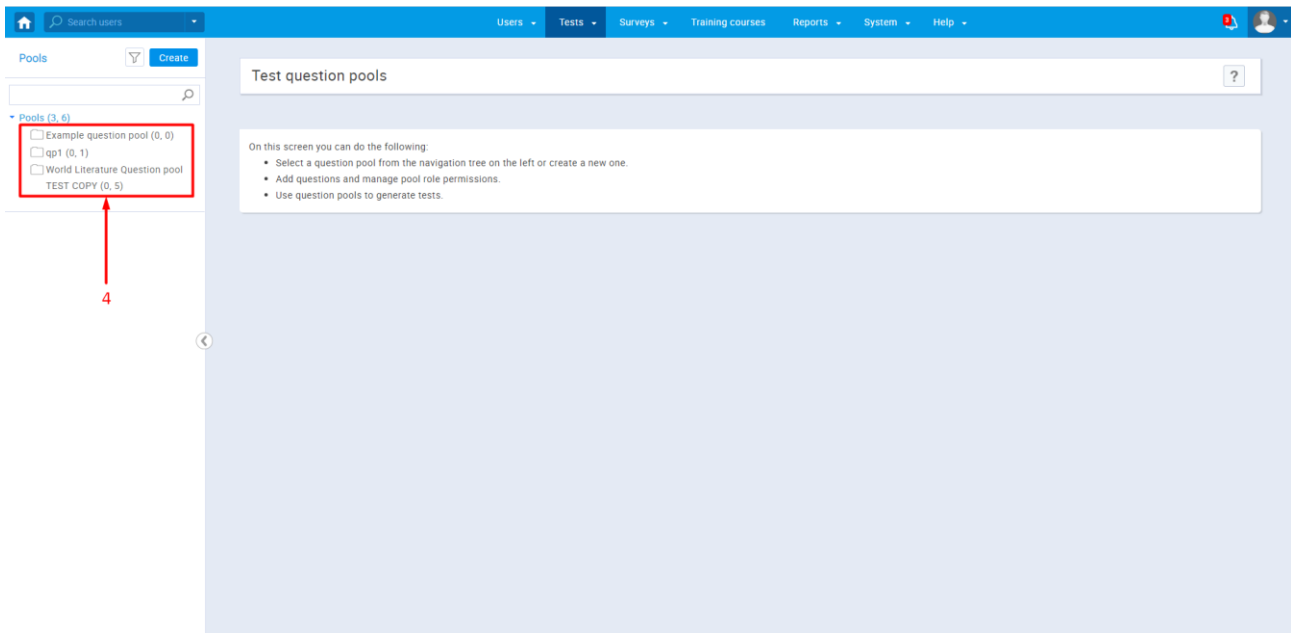 Search users
Users
Tests
Surveys
Training courses
Reports
System
Help
3
Pools
Create
Test question pools
?
Pools (3, 6)
Example question pool (0, 0)
qp1 (0, 1)
World Literature Question pool
TEST COPY (0, 5)
On this screen you can do the following:
• Select a question pool from the navigation tree on the left or create a new one.
• Add questions and manage pool role permissions.
• Use question pools to generate tests.
4